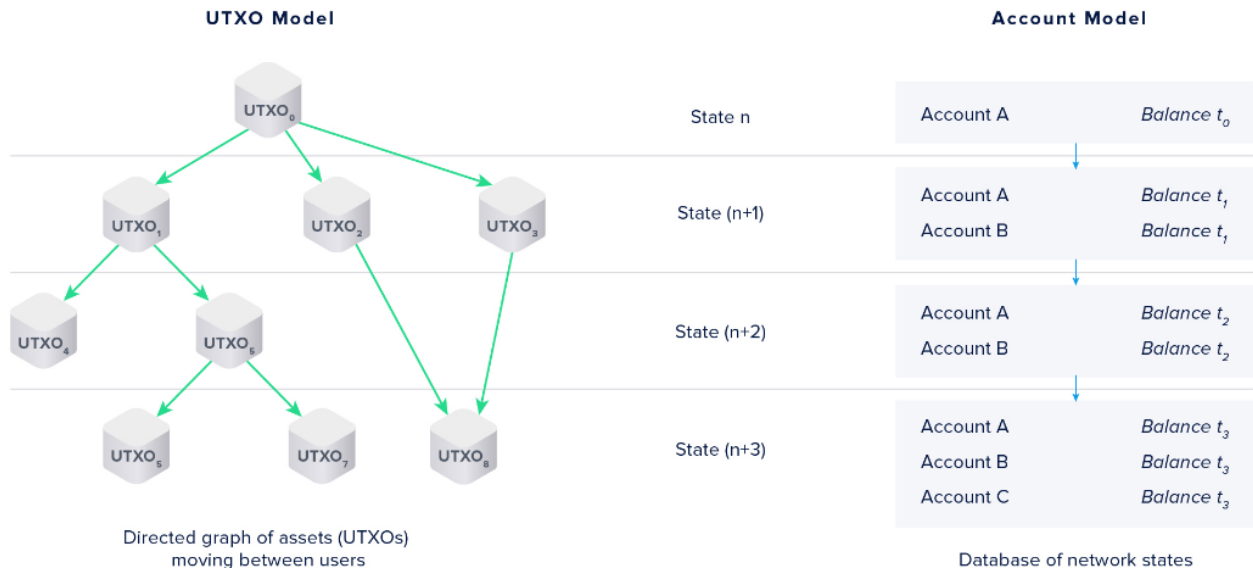 UTXO Model
Account Model
UTXO₀
State n
Account A Balance t₀
UTXO₁ UTXO₂ UTXO₃
State (n+1)
Account A Balance t₁
Account B Balance t₁
UTXO₄ UTXO₅
State (n+2)
Account A Balance t₂
Account B Balance t₂
UTXO₅ UTXO₇ UTXO₈
State (n+3)
Account A Balance t₃
Account B Balance t₃
Account C Balance t₃
Directed graph of assets (UTXOs)
moving between users
Database of network states